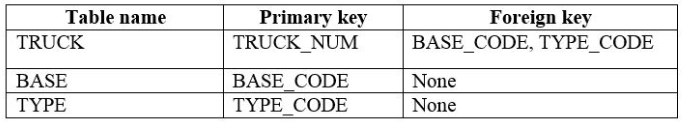 Table name Primary key Foreign key
TRUCK TRUCK_NUM BASE_CODE, TYPE_CODE
BASE BASE_CODE None
TYPE TYPE_CODE None